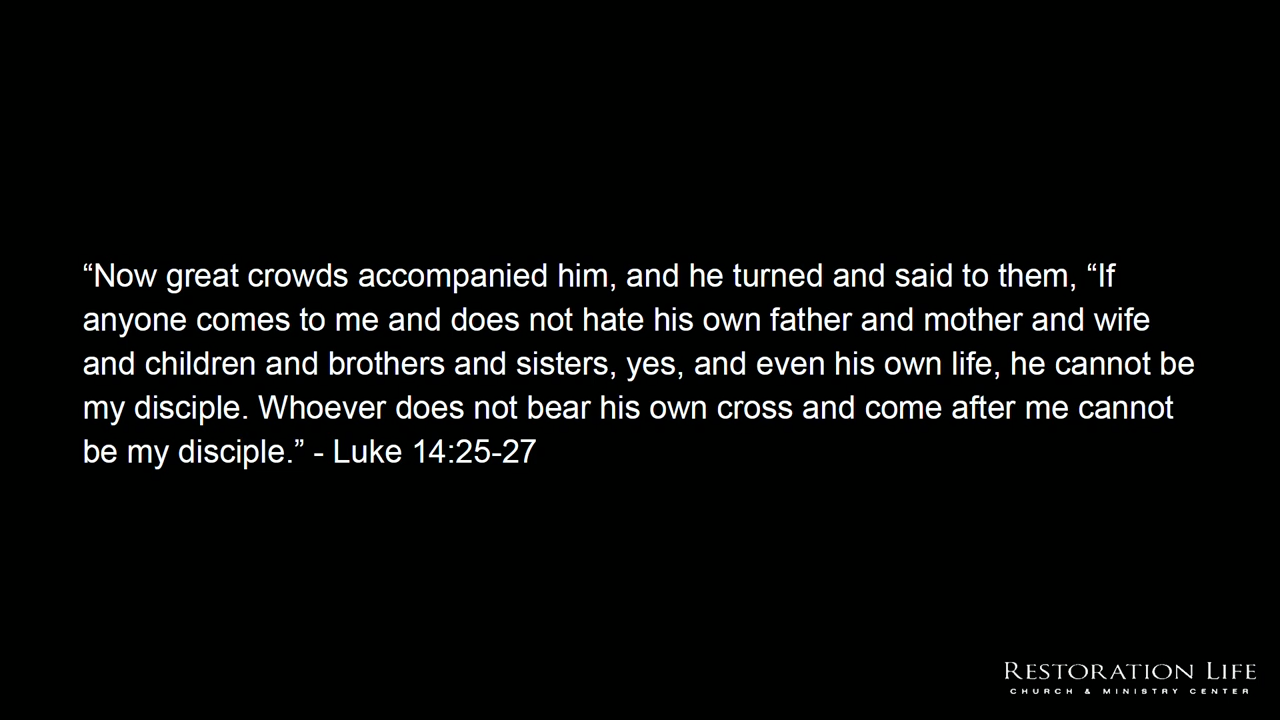 “Now great crowds accompanied him, and he turned and said to them, “If
anyone comes to me and does not hate his own father and mother and wife
and children and brothers and sisters, yes, and even his own life, he cannot be
my disciple. Whoever does not bear his own cross and come after me cannot
be my disciple.” - Luke 14:25-27
RESTORATION LIFE
CHURCH & MINISTRY CENTER